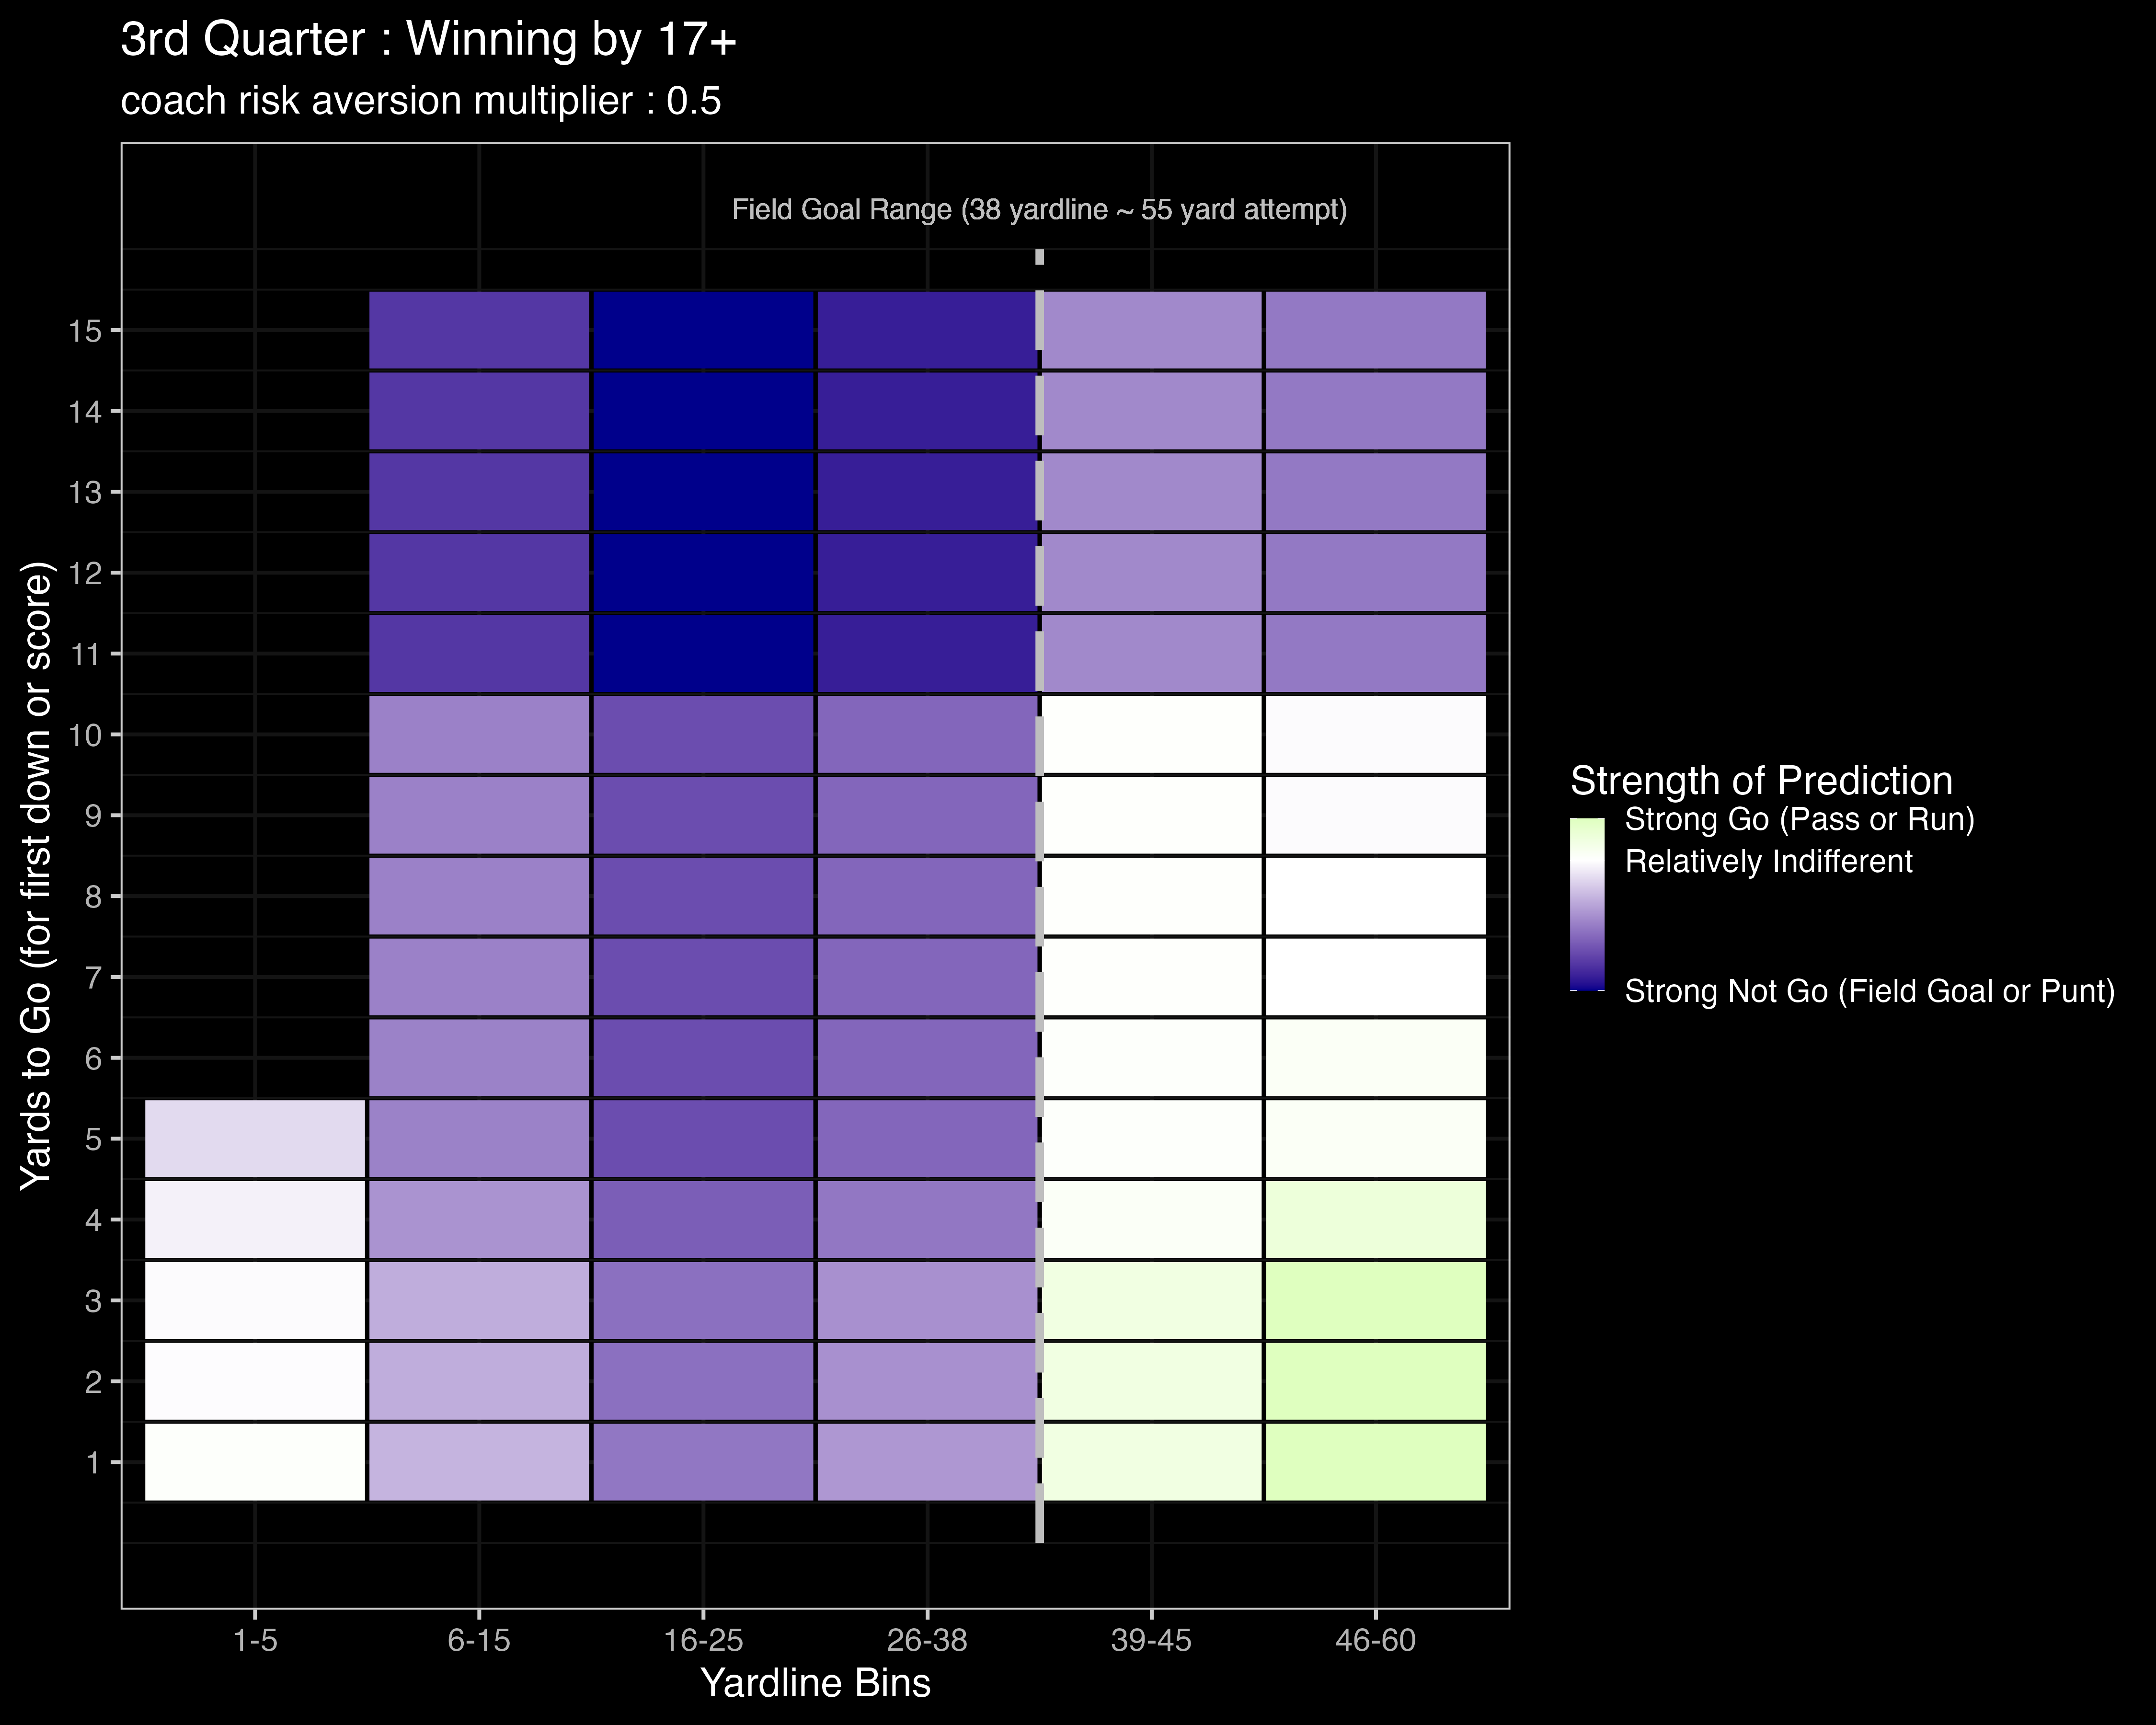 3rd Quarter : Winning by 17+
coach risk aversion multiplier : 0.5
Field Goal Range (38 yardline ~ 55 yard attempt)
Yards to Go (for first down or score)
15
14
13
12
11
10
9
8
7
6
5
4
3
2
1
1-5
6-15
16-25
26-38
39-45
46-60
Yardline Bins
Strength of Prediction
Strong Go (Pass or Run)
Relatively Indifferent
Strong Not Go (Field Goal or Punt)